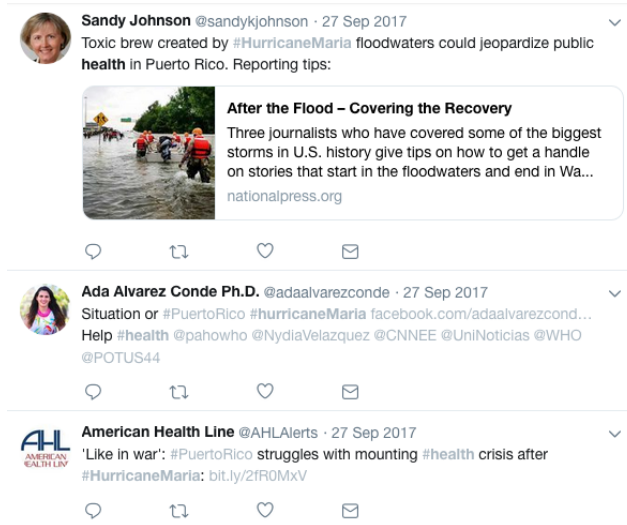 Sandy Johnson @sandykjohnson · 27 Sep 2017
Toxic brew created by #HurricaneMaria floodwaters could jeopardize public
health in Puerto Rico. Reporting tips:
After the Flood – Covering the Recovery
Three journalists who have covered some of the biggest
storms in U.S. history give tips on how to get a handle
on stories that start in the floodwaters and end in Wa...
nationalpress.org
Ada Alvarez Conde Ph.D. @adaalvarezconde · 27 Sep 2017
Situation or #PuertoRico #hurricaneMaria facebook.com/adaalvarezcond...
Help #health @pahowho @NydiaVelazquez @CNNEE @UniNoticias @WHO
@POTUS44
AHL
AMERICAN
EALTH LIN
American Health Line @AHLAlerts · 27 Sep 2017
'Like in war': #PuertoRico struggles with mounting #health crisis after
#HurricaneMaria: bit.ly/2fR0MxV